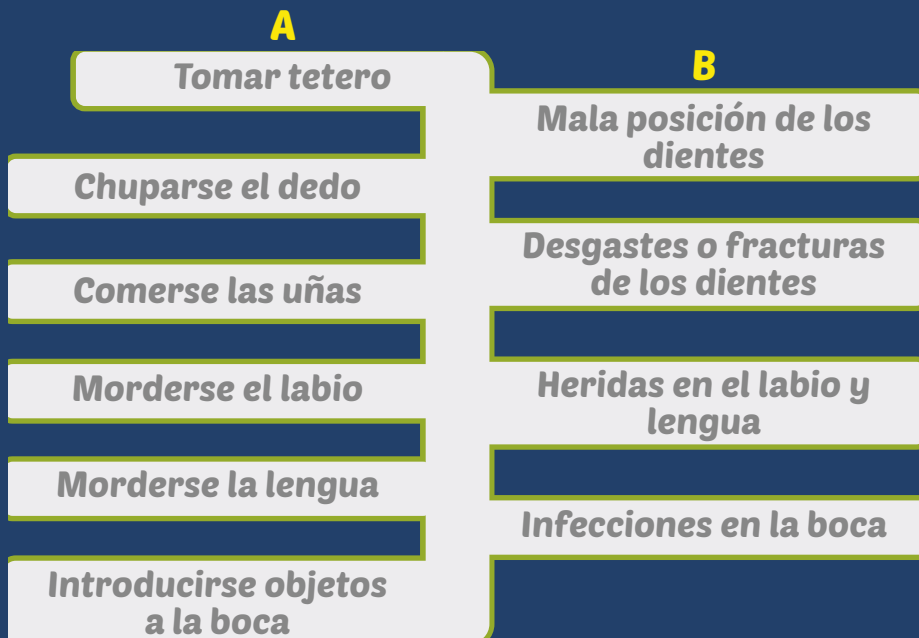 A
Tomar tetero
Chuparse el dedo
Comerse las uñas
Morderse el labio
Morderse la lengua
Introducirse objetos
a la boca
B
Mala posición de los
dientes
Desgastes o fracturas
de los dientes
Heridas en el labio y
lengua
Infecciones en la boca